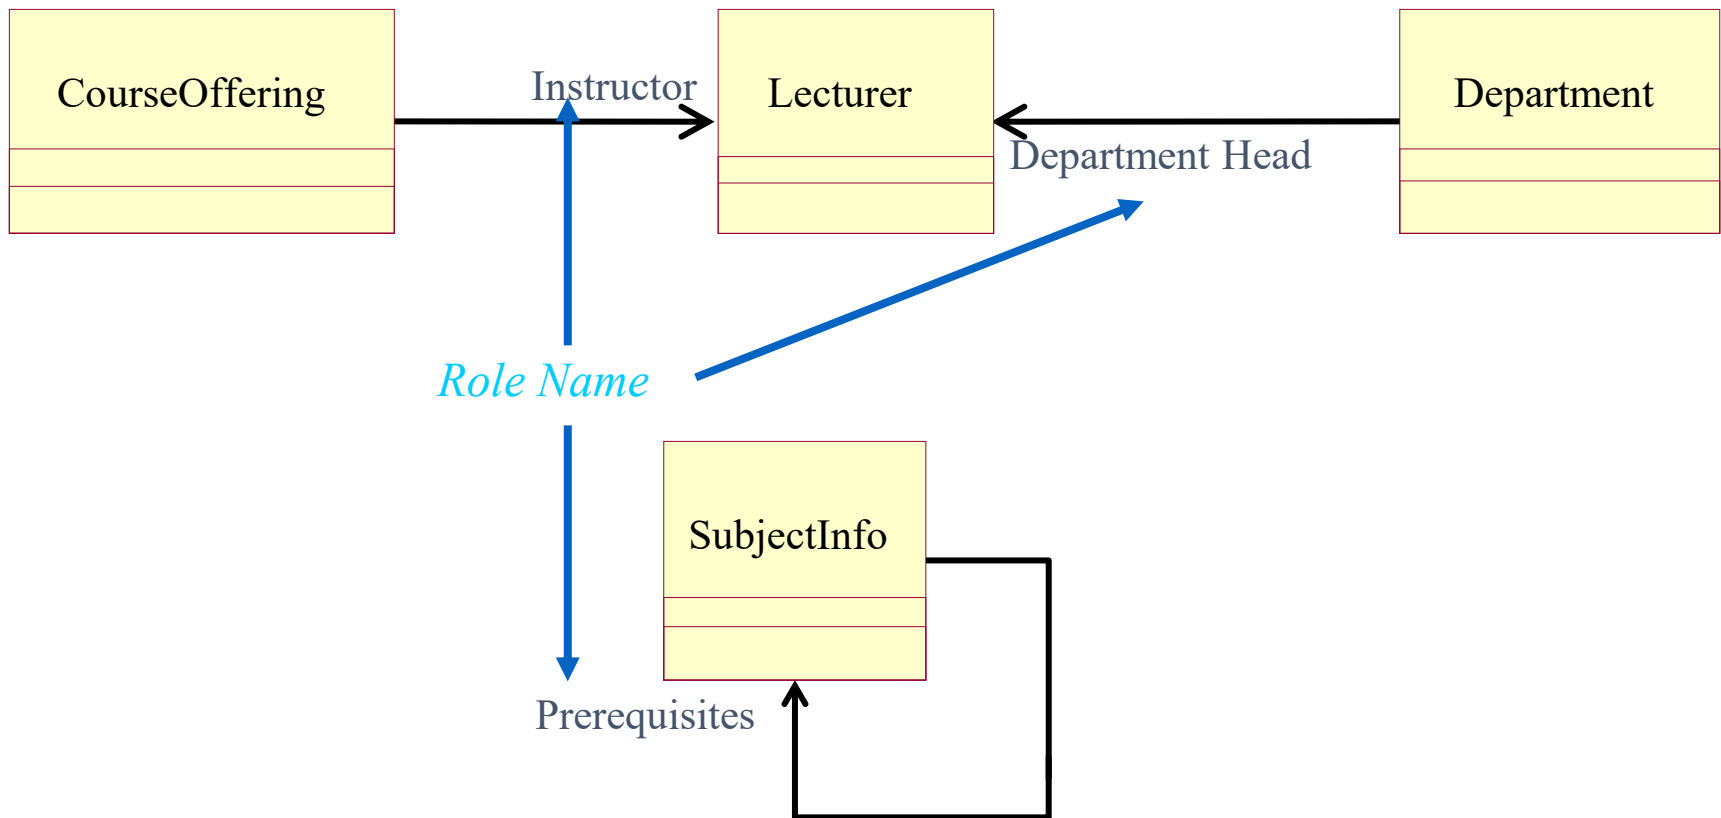 CourseOffering
Instructor
Lecturer
Department
Department Head
Role Name
SubjectInfo
Prerequisites